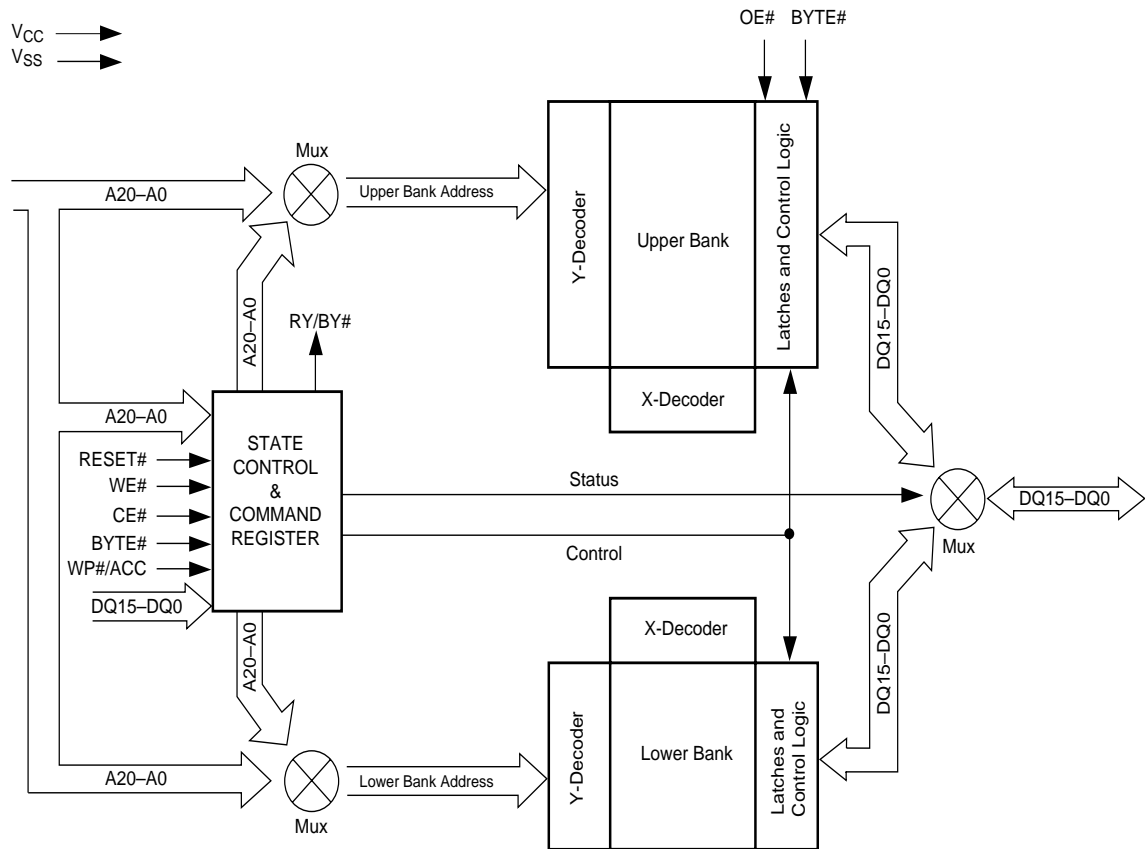 VCC
VSS
OE#
BYTE#
Mux
A20–A0
Upper Bank Address
Y-Decoder
Upper Bank
Latches and Control Logic
X-Decoder
DQ15–DQ0
A20–A0
RY/BY#
A20–A0
RESET#
WE#
CE#
BYTE#
WP#/ACC
DQ15–DQ0
STATE
CONTROL
&
COMMAND
REGISTER
Status
Control
DQ15–DQ0
Mux
A20–A0
X-Decoder
Y-Decoder
Lower Bank
Latches and
Control Logic
DQ15–DQ0
A20–A0
Lower Bank Address
Mux